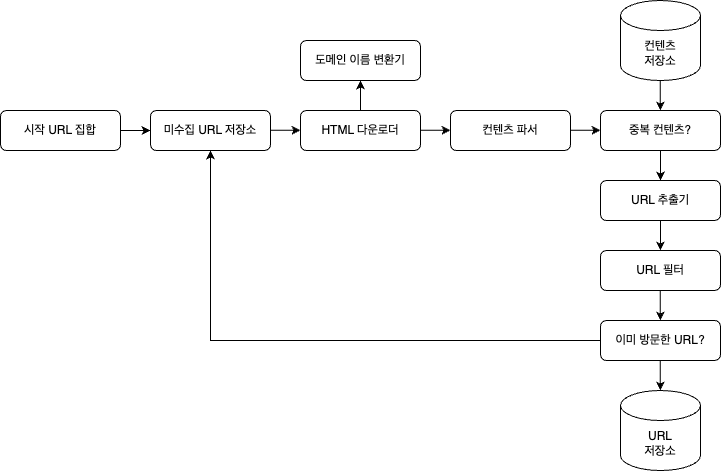 컨텐츠
저장소
도메인 이름 변환기
시작 URL 집합
미수집 URL 저장소
HTML 다운로더
컨텐츠 파서
중복 컨텐츠?
URL 추출기
URL 필터
이미 방문한 URL?
URL
저장소